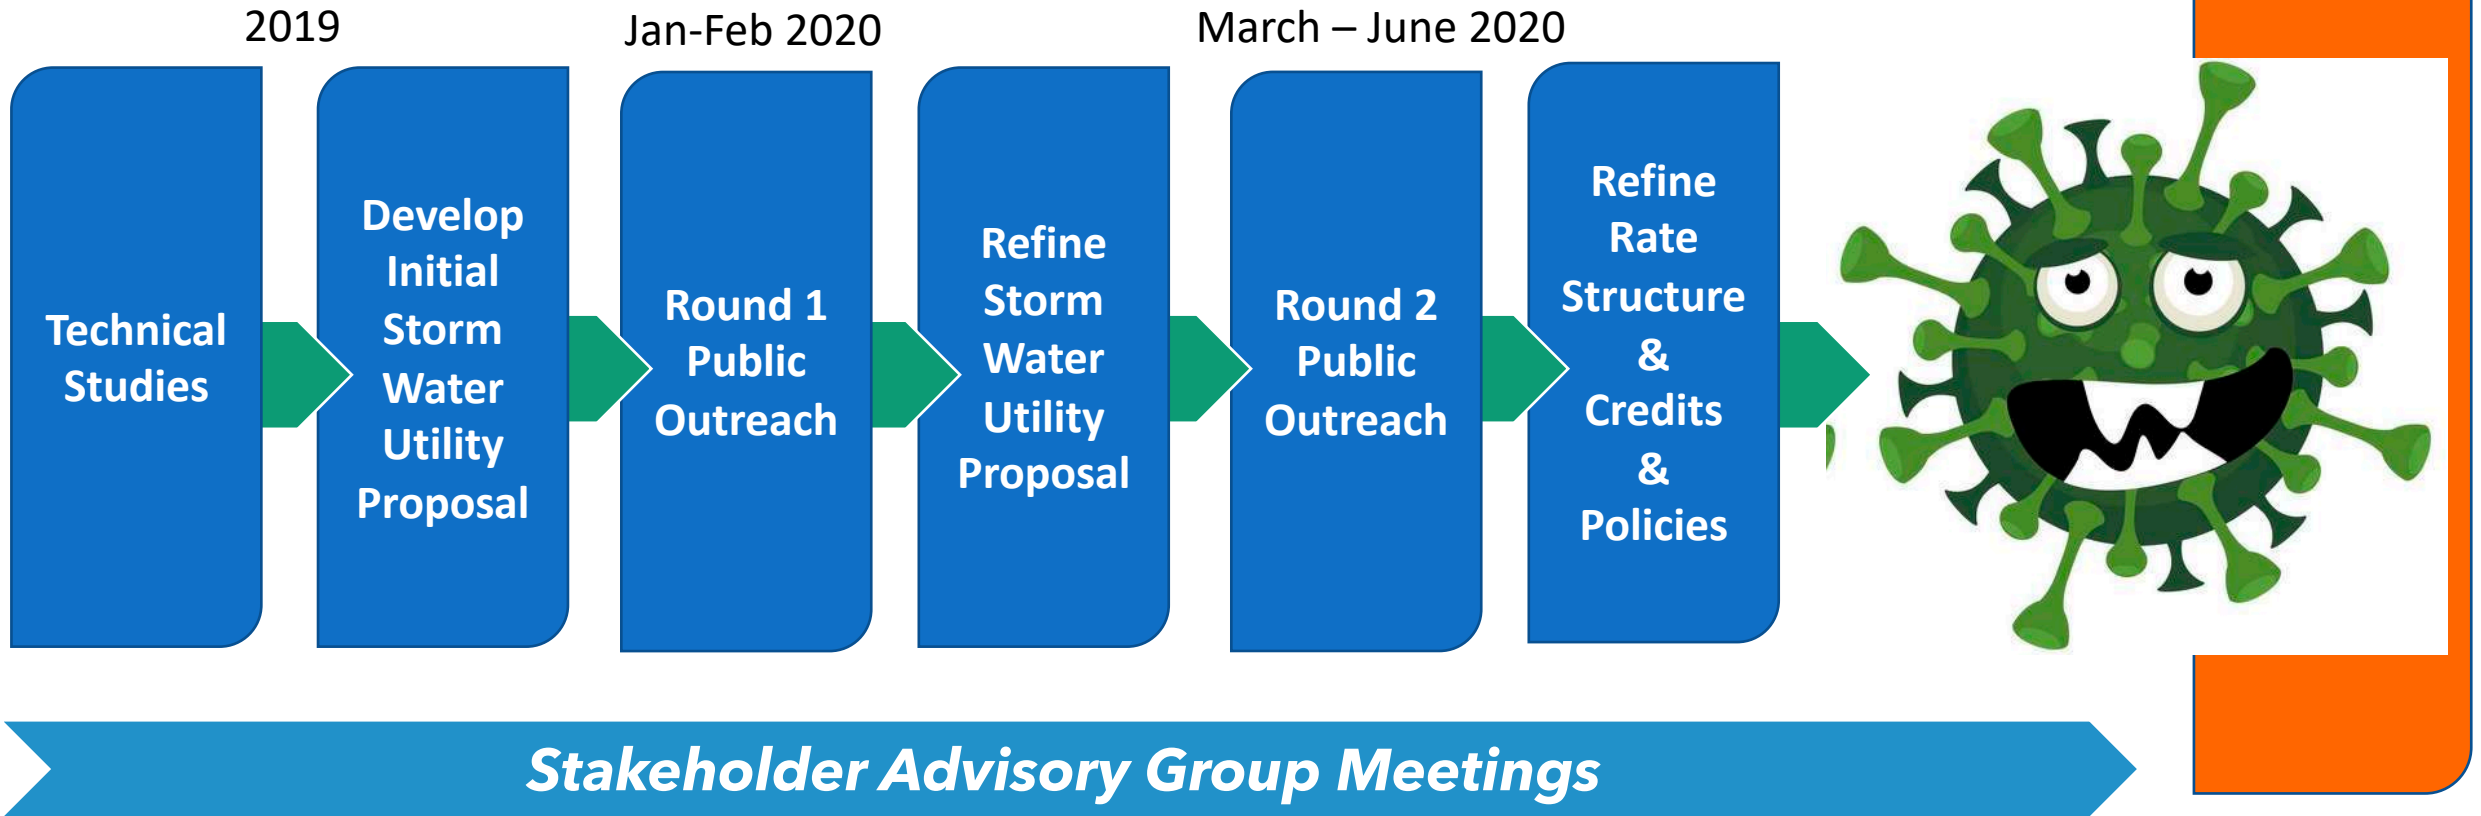 2019
Jan-Feb 2020
March – June 2020
Technical
Studies
Develop
Initial
Storm
Water
Utility
Proposal
Round 1
Public
Outreach
Refine
Storm
Water
Utility
Proposal
Round 2
Public
Outreach
Refine
Rate
Structure
&
Credits
&
Policies
Stakeholder Advisory Group Meetings